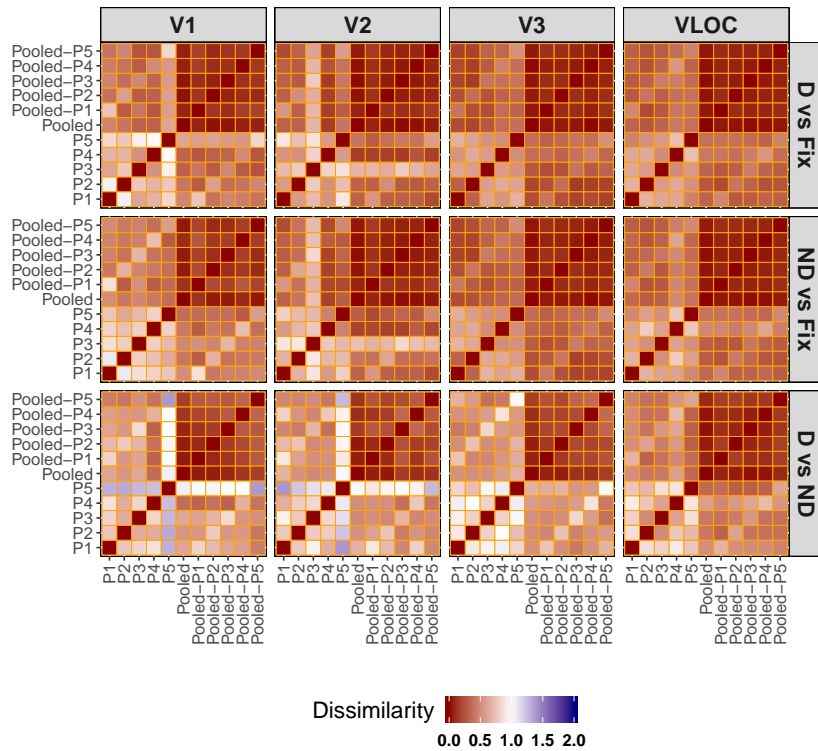 V1 V2 V3 VLOC
Pooled−P5
Pooled−P4
Pooled−P3
Pooled−P2
Pooled−P1
Pooled
P5
P4
P3
P2
P1
D vs Fix
Pooled−P5
Pooled−P4
Pooled−P3
Pooled−P2
Pooled−P1
Pooled
P5
P4
P3
P2
P1
ND vs Fix
Pooled−P5
Pooled−P4
Pooled−P3
Pooled−P2
Pooled−P1
Pooled
P5
P4
P3
P2
P1
D vs ND
P1 P2 P3 P4 P5 Pooled Pooled−P1 Pooled−P2 Pooled−P3 Pooled−P4 Pooled−P5
P1 P2 P3 P4 P5 Pooled Pooled−P1 Pooled−P2 Pooled−P3 Pooled−P4 Pooled−P5
P1 P2 P3 P4 P5 Pooled Pooled−P1 Pooled−P2 Pooled−P3 Pooled−P4 Pooled−P5
P1 P2 P3 P4 P5 Pooled Pooled−P1 Pooled−P2 Pooled−P3 Pooled−P4 Pooled−P5
Dissimilarity
0.0 0.5 1.0 1.5 2.0